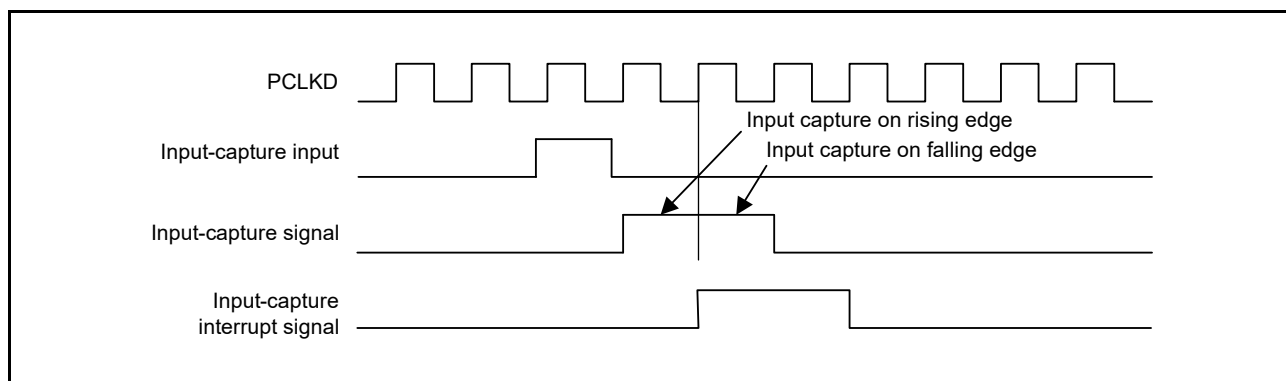 PCLKD
Input capture on rising edge
Input-capture input
Input capture on falling edge
Input-capture signal
Input-capture
interrupt signal